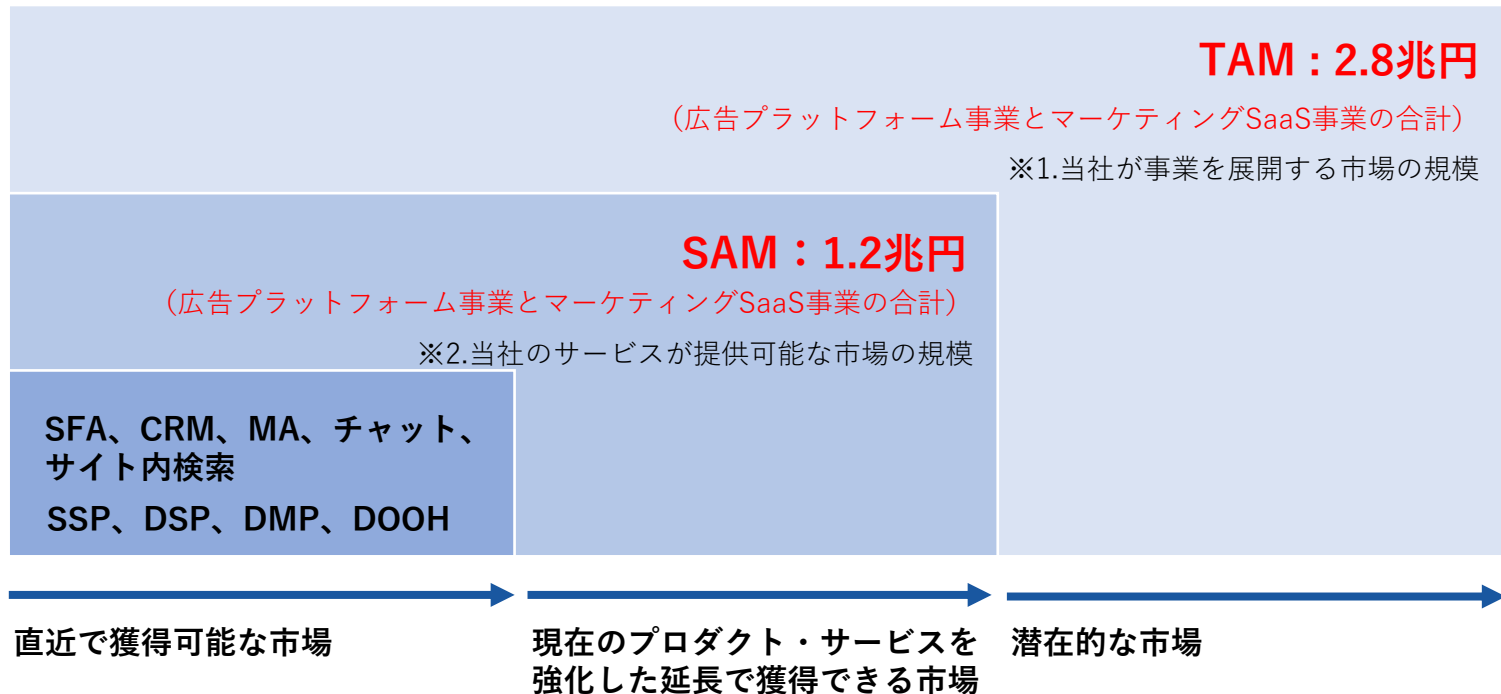 TAM：2.8兆円
（広告プラットフォーム事業とマーケティングSaaS事業の合計）
※1.当社が事業を展開する市場の規模
SAM：1.2兆円
（広告プラットフォーム事業とマーケティングSaaS事業の合計）
※2.当社のサービスが提供可能な市場の規模
SFA、CRM、MA、チャット、
サイト内検索
SSP、DSP、DMP、DOOH
直近で獲得可能な市場
現在のプロダクト・サービスを
強化した延長で獲得できる市場
潜在的な市場